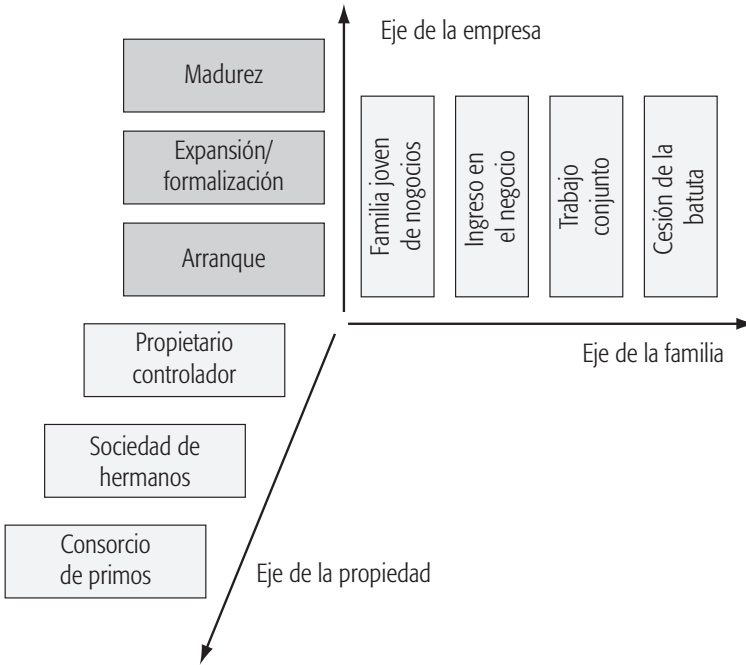 Eje de la empresa
Madurez
Expansión/
formalización
Arranque
Familia joven
de nogocios
Ingreso en
el negocio
Trabajo
conjunto
Cesión de la
batuta
Eje de la familia
Propietario
controlador
Sociedad de
hermanos
Consorcio
de primos
Eje de la propiedad